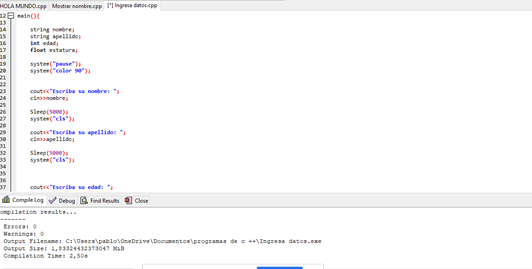 HOLA MUNDO.cpp Mostrar nombre.cpp [*] Ingresa datos.cpp
12 main(){
13
14 string nombre;
15 string apellido;
16 int edad;
17 float estatura;
18
19 system("pause");
20 system("color 90");
21
22
23 cout<<"Escriba su nombre: ";
24 cin>>nombre;
25
26 Sleep(5000);
27 system("cls");
28
29 cout<<"Escriba su apellido: ";
30 cin>>apellido;
31
32 Sleep(5000);
33 system("cls");
34
35
36
37 cout<<"Escriba su edad: ";
Compile Log Debug Find Results Close
ompilation results...
-------
Errors: 0
Warnings: 0
Output Filename: C:\Users\pablo\OneDrive\Documentos\programas de c ++\Ingresa datos.exe
Output Size: 1,83324432373047 MiB
Compilation Time: 2,50s